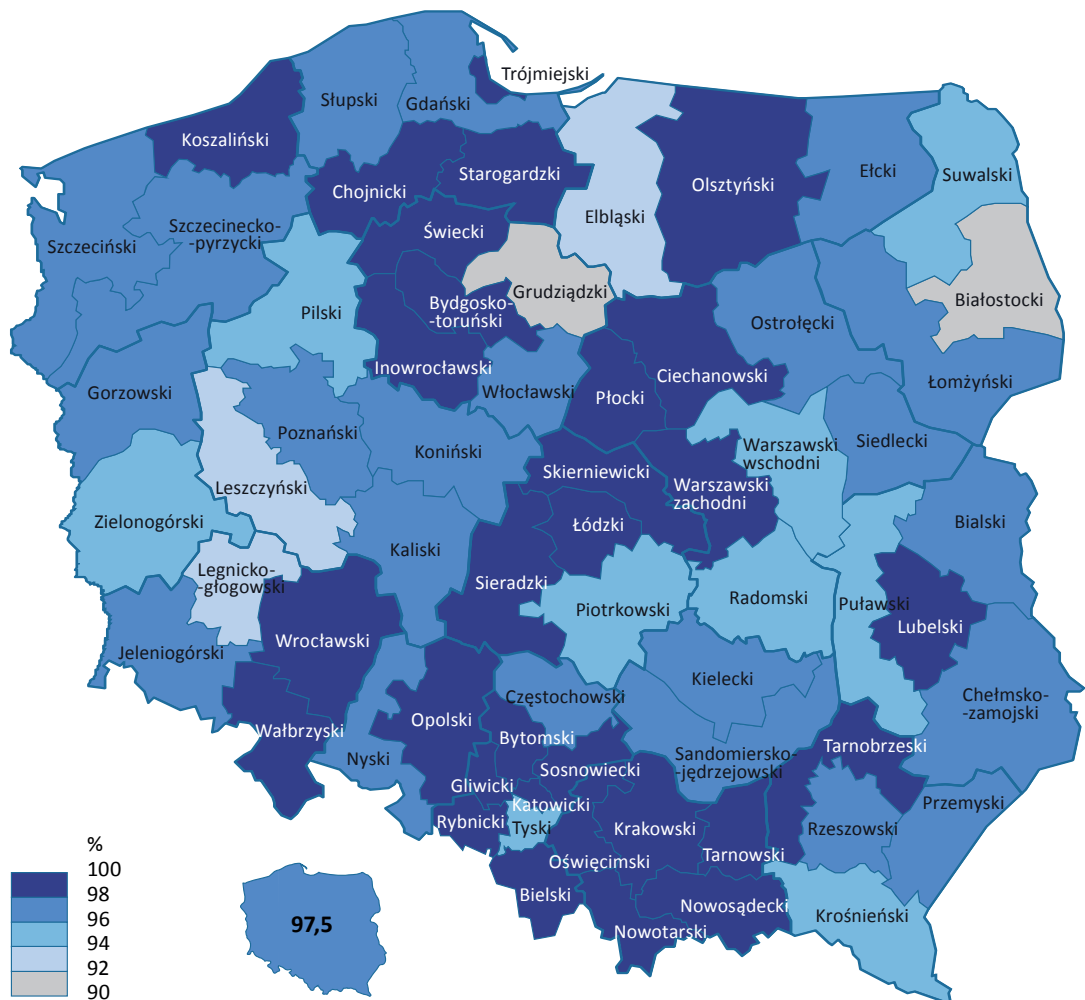 Trójmiejski
Słupski
Gdański
Koszaliński
Chojnicki
Starogardzki
Elbląski
Olsztyński
Ełcki
Suwalski
Szczeciński
Szczecinecko-
-pyrzycki
Świecki
Pilski
Bydgosko-
-toruński
Grudziądzki
Białostocki
Ostrołęcki
Gorzowski
Inowrocławski
Włocławski
Płocki
Ciechanowski
Łomżyński
Poznański
Koniński
Warszawski
wschodni
Siedlecki
Leszczyński
Skierniewicki
Warszawski
zachodni
Zielonogórski
Łódzki
Bialski
Kaliski
Legnicko-
-głogowski
Sieradzki
Piotrkowski
Radomski
Puławski
Lubelski
Jeleniogórski
Wrocławski
Kielecki
Częstochowski
Chełmsko-
-zamojski
Wałbrzyski
Opolski
Bytomski
Nyski
Sandomiersko-
-jędrzejowski
Tarnobrzeski
Sosnowiecki
Gliwicki
Katowicki
Przemyski
Rybnicki
Tyski
Krakowski
Rzeszowski
Tarnowski
Oświęcimski
Bielski
Nowosądecki
Krośnieński
Nowotarski
%
100
98
96
94
92
90
97,5